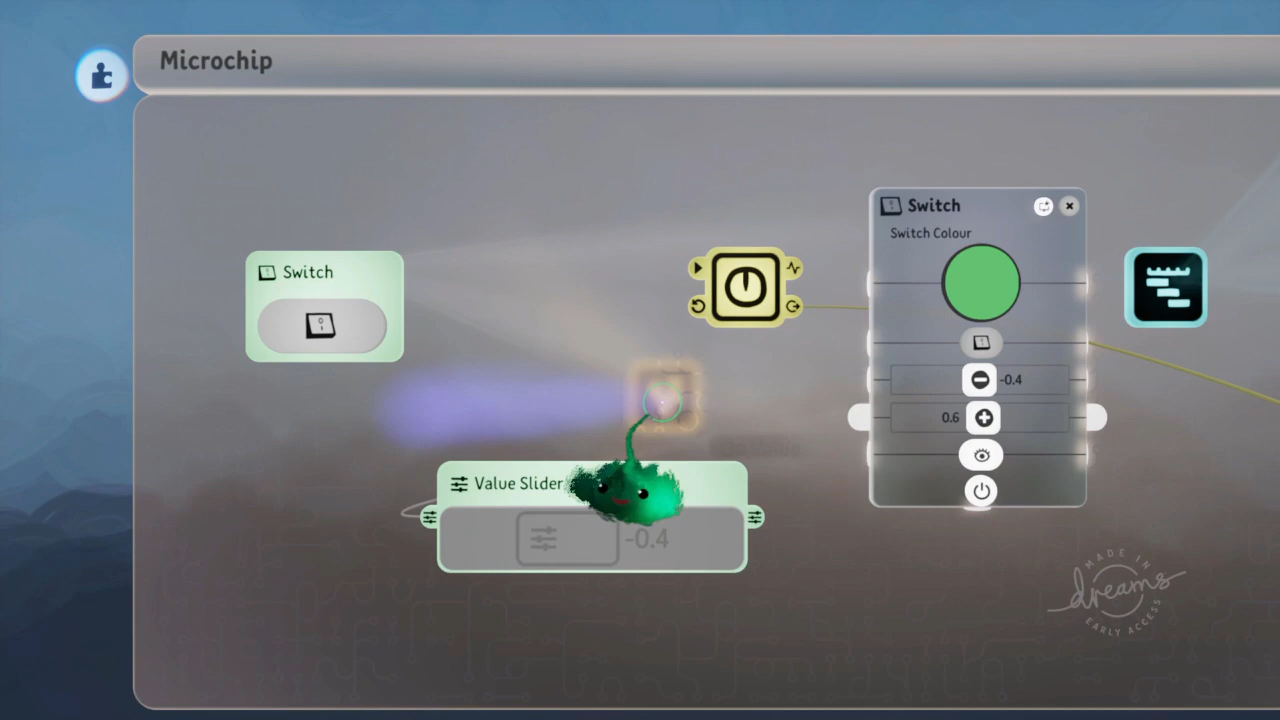 Microchip
Switch
Switch
Switch Colour
-0.4
0.6
Value Slider
-0.4
MADE IN
dreams
EARLY ACCESS